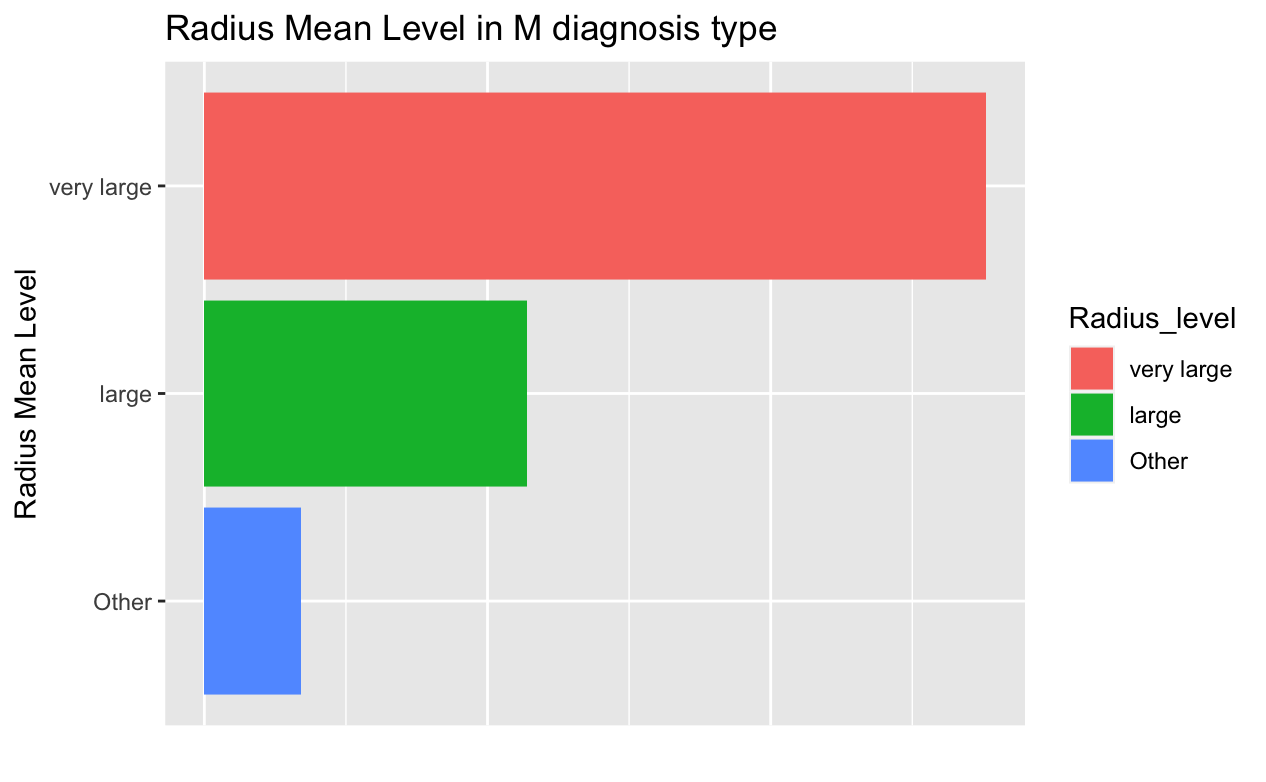 Radius Mean Level in M diagnosis type
Radius Mean Level
very large
large
Other
Radius_level
very large
large
Other